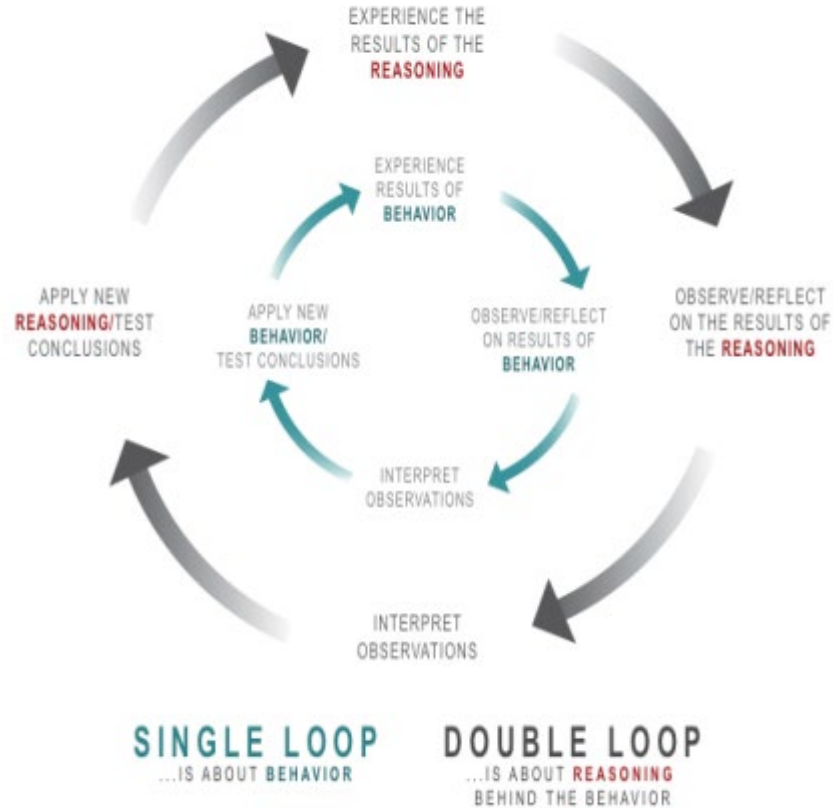 EXPERIENCE THE
RESULTS OF THE
REASONING
EXPERIENCE
RESULTS OF
BEHAVIOR
APPLY NEW
REASONING/TEST
CONCLUSIONS
APPLY NEW
BEHAVIOR/
TEST CONCLUSIONS
OBSERVE/REFLECT
ON RESULTS OF
BEHAVIOR
OBSERVE/REFLECT
ON THE RESULTS OF
THE REASONING
INTERPRET
OBSERVATIONS
INTERPRET
OBSERVATIONS
SINGLE LOOP
...IS ABOUT BEHAVIOR
DOUBLE LOOP
...IS ABOUT REASONING
BEHIND THE BEHAVIOR